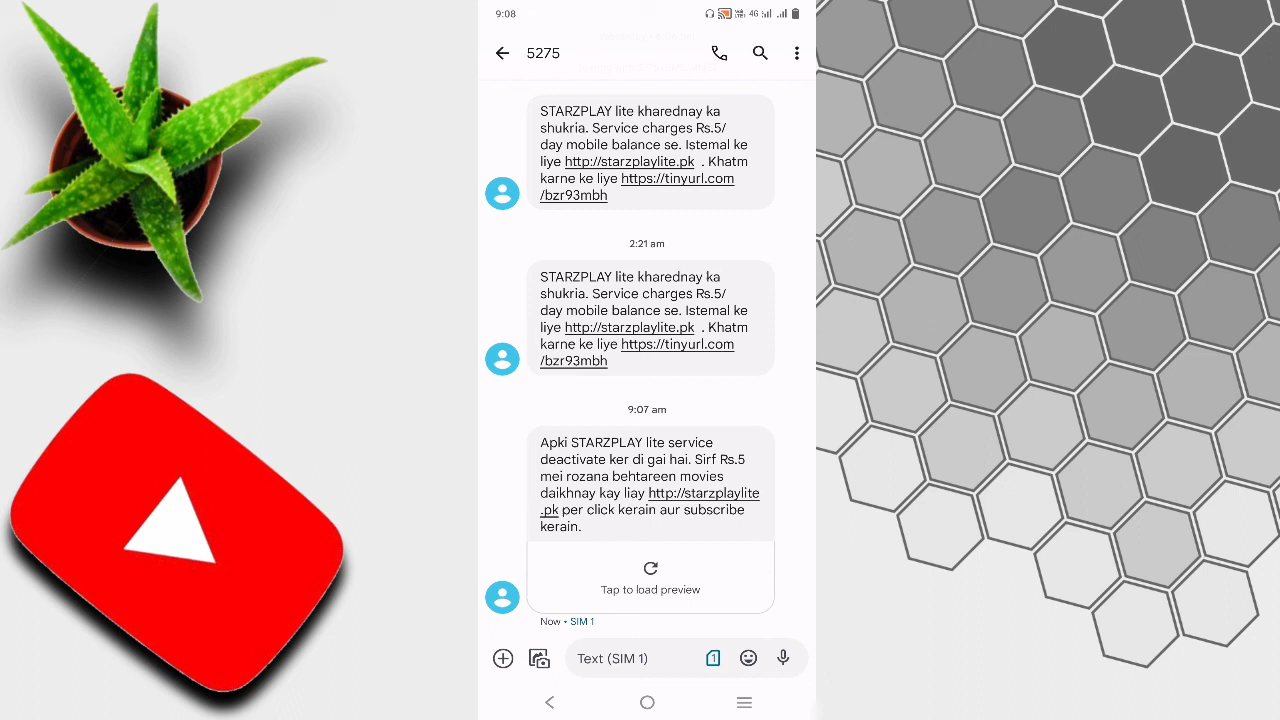 9:08
4G
5275
STARZPLAY lite kharednay ka
shukria. Service charges Rs.5/
day mobile balance se. Istemal ke
liye http://starzplaylite.pk . Khatm
karne ke liye https://tinyurl.com
/bzr93mbh
2:21 am
STARZPLAY lite kharednay ka
shukria. Service charges Rs.5/
day mobile balance se. Istemal ke
liye http://starzplaylite.pk . Khatm
karne ke liye https://tinyurl.com
/bzr93mbh
9:07 am
Apki STARZPLAY lite service
deactivate ker di gai hai. Sirf Rs.5
mei rozana behtareen movies
daikhnay kay liay http://starzplaylite
.pk per click kerain aur subscribe
kerain.
Tap to load preview
Now • SIM 1
Text (SIM 1)
1